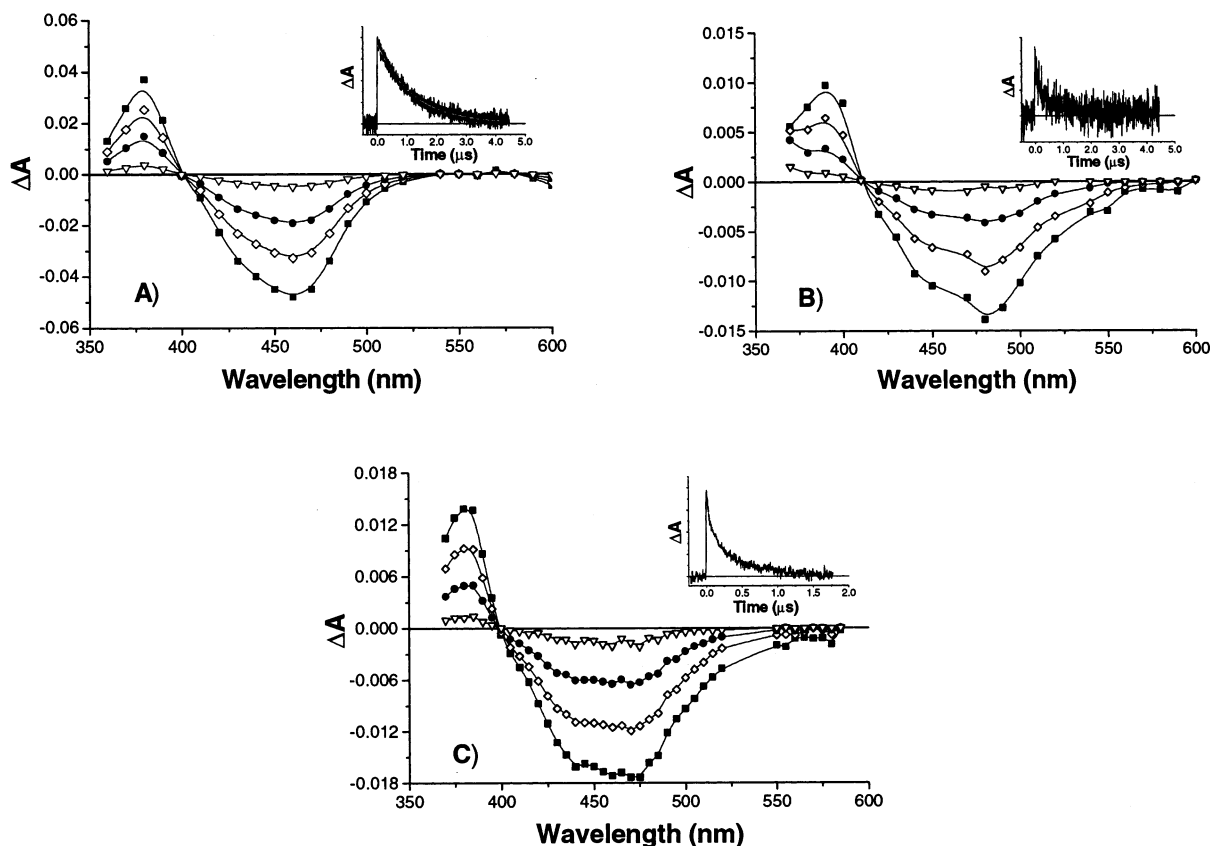 0.06
0.04
0.02
0.00
-0.02
-0.04
-0.06
ΔA
350 400 450 500 550 600
Wavelength (nm)
A)
ΔA
0.0 1.0 2.0 3.0 4.0 5.0
Time (μs)
0.015
0.010
0.005
0.000
-0.005
-0.010
-0.015
ΔA
350 400 450 500 550 600
Wavelength (nm)
B)
ΔA
0.0 1.0 2.0 3.0 4.0 5.0
Time (μs)
0.018
0.012
0.006
0.000
-0.006
-0.012
-0.018
ΔA
350 400 450 500 550 600
Wavelength (nm)
C)
ΔA
0.0 0.5 1.0 1.5 2.0
Time (μs)